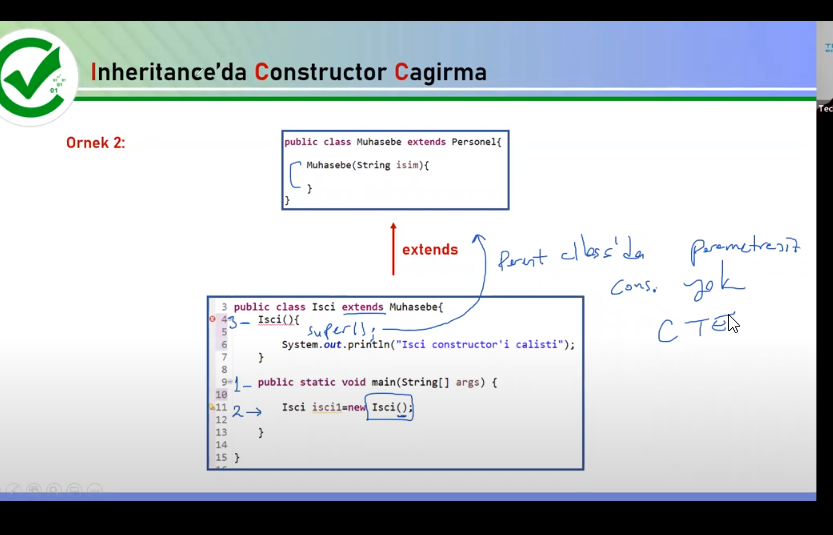 Inheritance'da Constructor Cagirma
Ornek 2:
public class Muhasebe extends Personel{
Muhasebe(String isim){
}
}
extends
Parent class'da parametresiz
cons. yok
CTE
3 public class Isci extends Muhasebe{
4 3- Isci(){
5 super();
6 System.out.println("Isci constructor'i calisti");
7 }
8
9 1- public static void main(String[] args) {
10
11 2→ Isci isci1=new Isci();
12
13 }
14
15 }
01
Tec